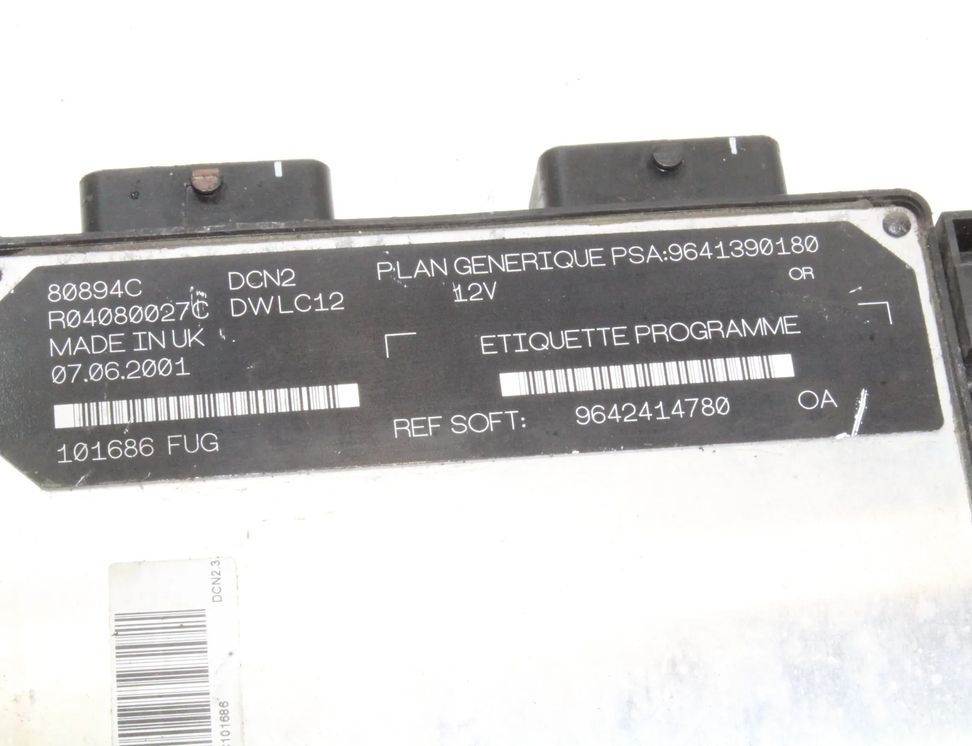 80894C DCN2 PLAN GENERIQUE PSA:9641390180
R04080027C DWLC12 12V OR
MADE IN UK ETIQUETTE PROGRAMME
07.06.2001
REF SOFT: 9642414780 OA
101686 FUG
DCN2.3
101686